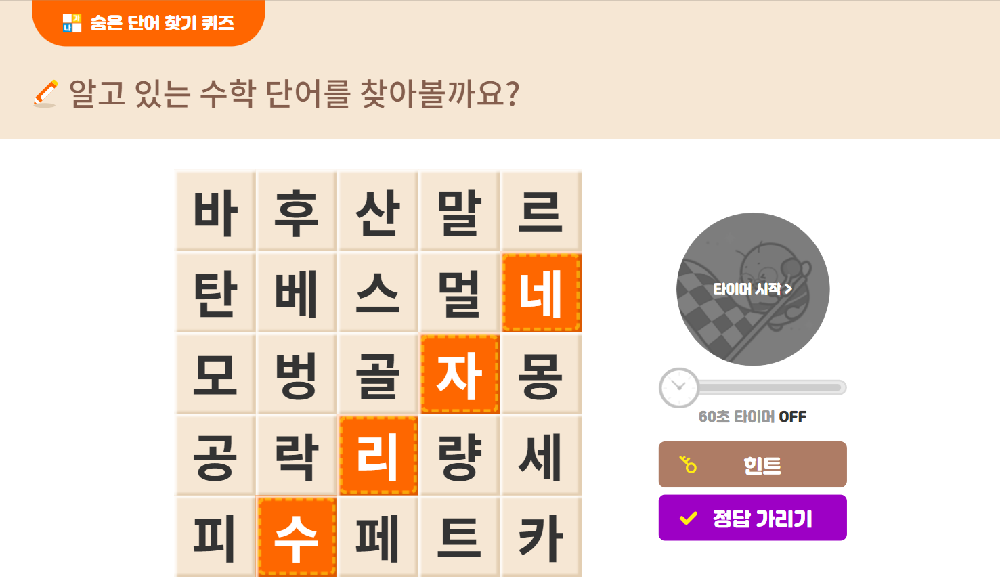 가
나
숨은 단어 찾기 퀴즈
알고 있는 수학 단어를 찾아볼까요?
바 후 산 말 르
탄 베 스 멀 네
모 벙 골 자 몽
공 락 리 량 세
피 수 페 트 카
타이머 시작 >
60초 타이머 OFF
힌트
정답 가리기